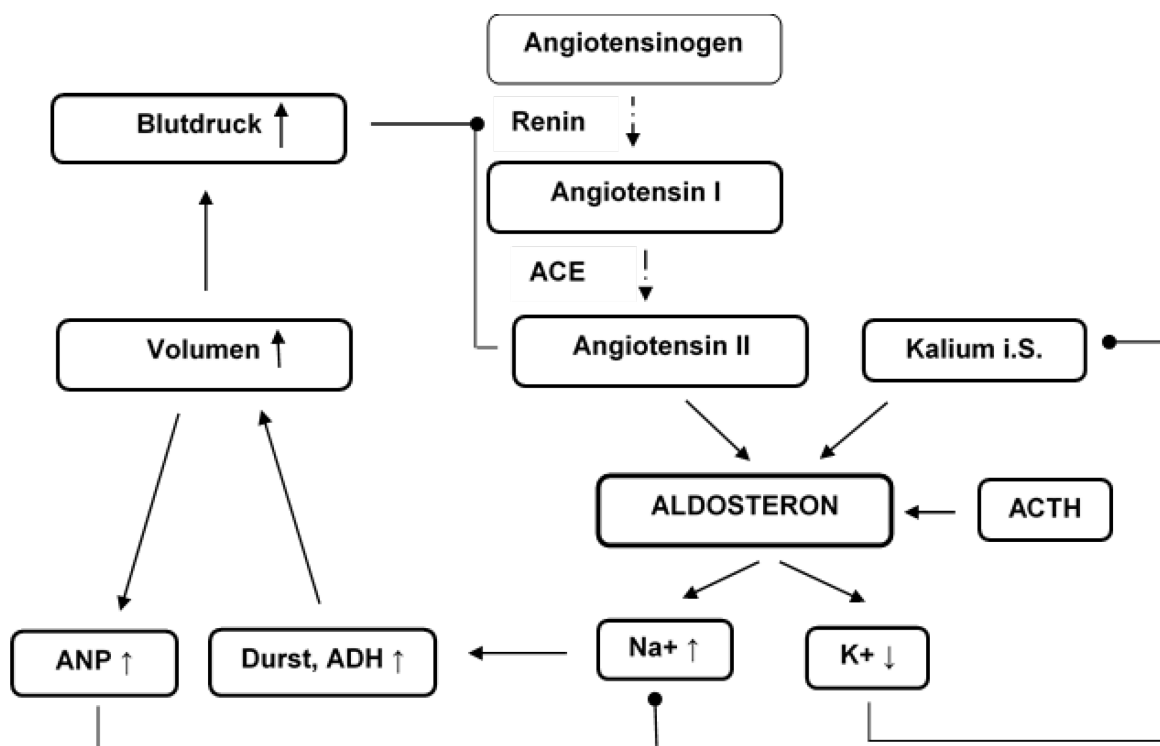 Angiotensinogen
Blutdruck ↑
Renin
Angiotensin I
ACE
Volumen ↑
Angiotensin II
Kalium i.S.
ALDOSTERON
ACTH
ANP ↑
Durst, ADH ↑
Na+ ↑
K+ ↓